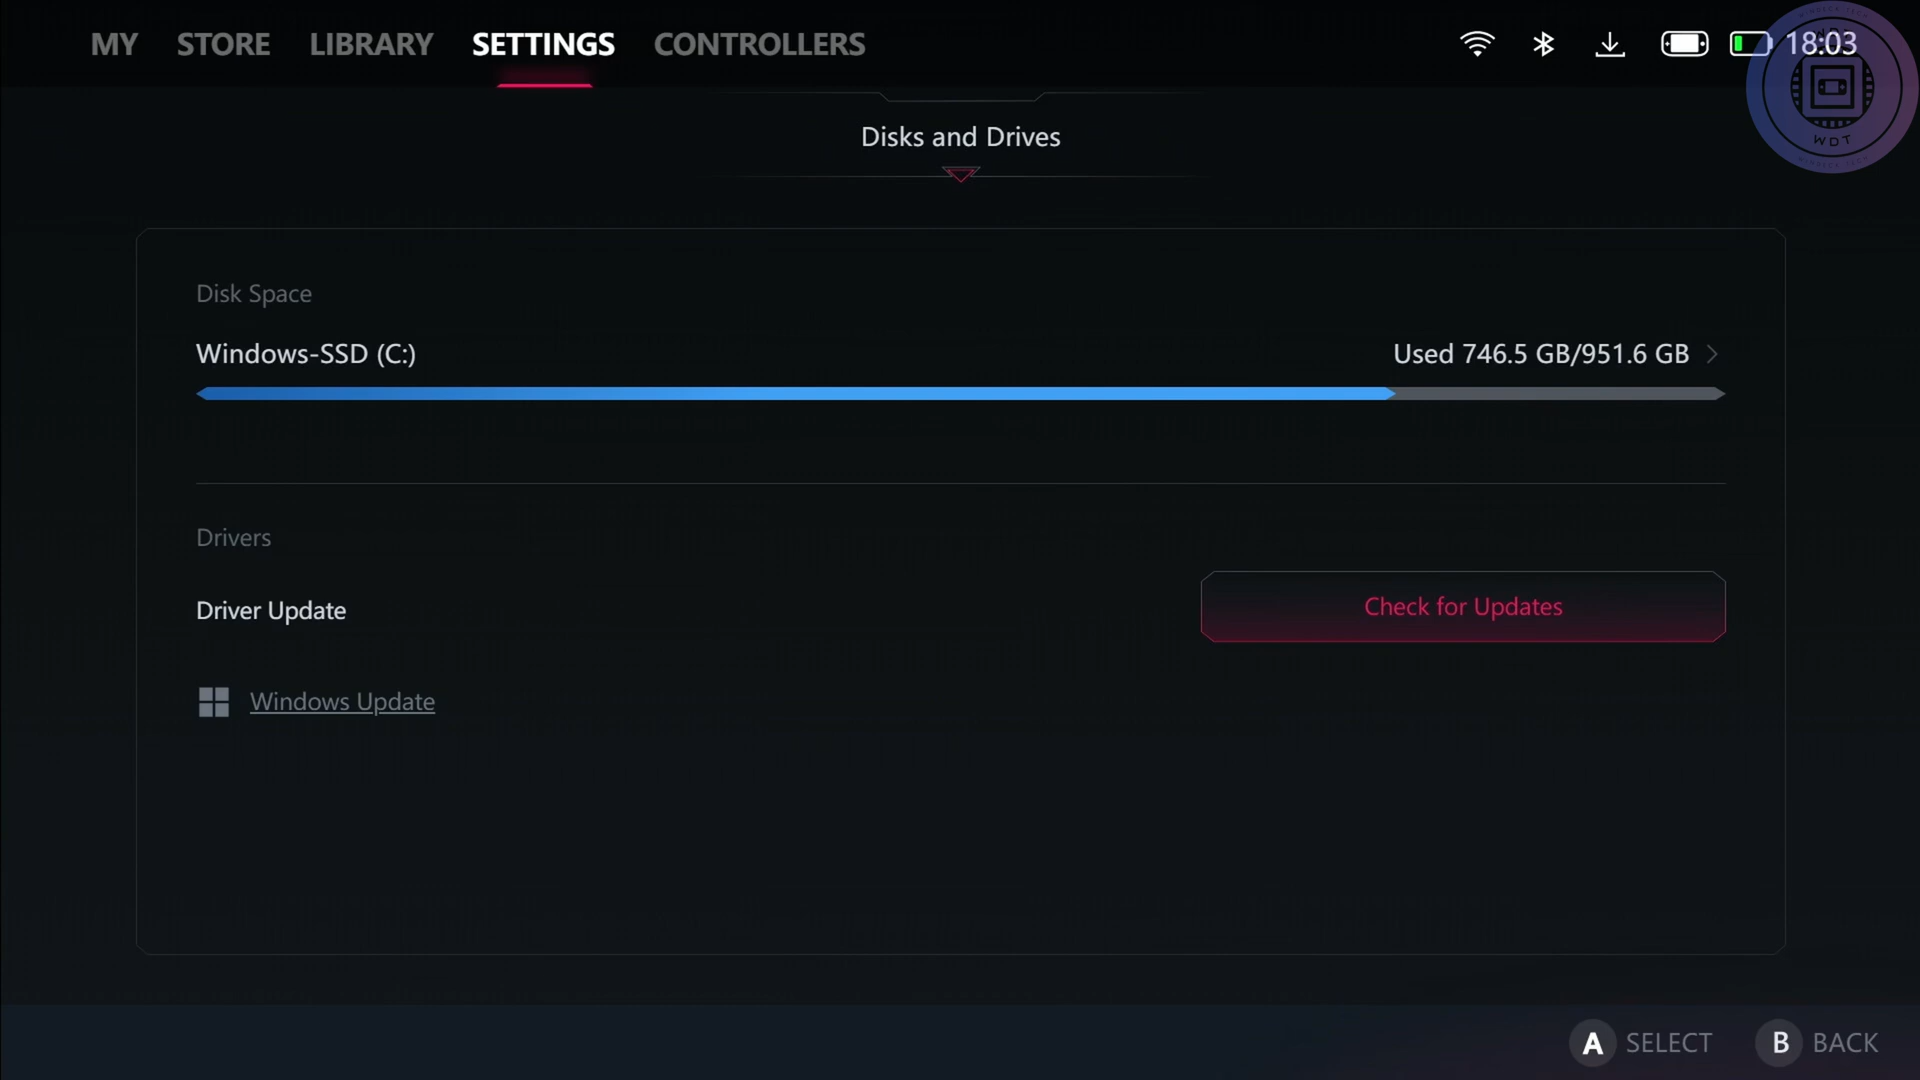 MY STORE LIBRARY SETTINGS CONTROLLERS 18:03
WDT
Disks and Drives
Disk Space
Windows-SSD (C:) Used 746.5 GB/951.6 GB
Drivers
Driver Update Check for Updates
Windows Update
A SELECT B BACK